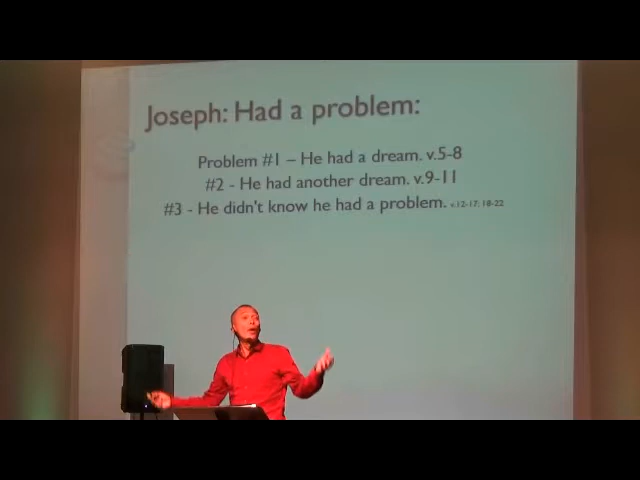 Joseph: Had a problem:
Problem #1 – He had a dream. v.5-8
#2 - He had another dream. v.9-11
#3 - He didn't know he had a problem. v.12-17; 18-22